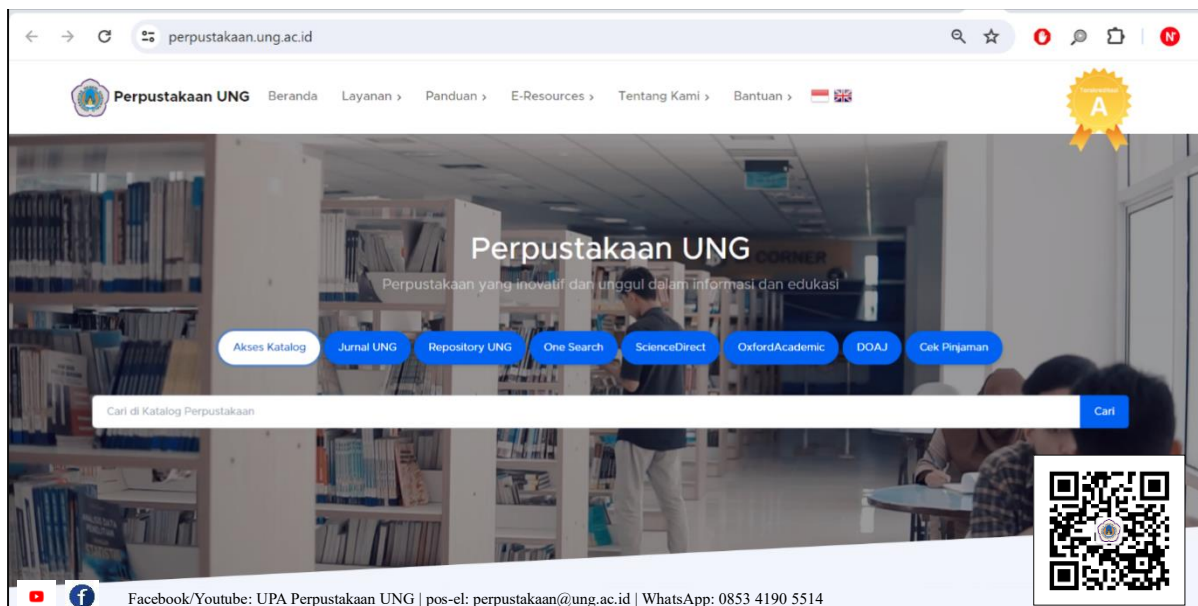 perpustakaan.ung.ac.id
Perpustakaan UNG Beranda Layanan > Panduan > E-Resources > Tentang Kami > Bantuan >
Terakreditasi
A
CORNER
Perpustakaan UNG
Perpustakaan yang inovatif dan unggul dalam informasi dan edukasi
Akses Katalog Jurnal UNG Repository UNG One Search ScienceDirect OxfordAcademic DOAJ Cek Pinjaman
Cari di Katalog Perpustakaan Cari
Facebook/Youtube: UPA Perpustakaan UNG | pos-el: perpustakaan@ung.ac.id | WhatsApp: 0853 4190 5514